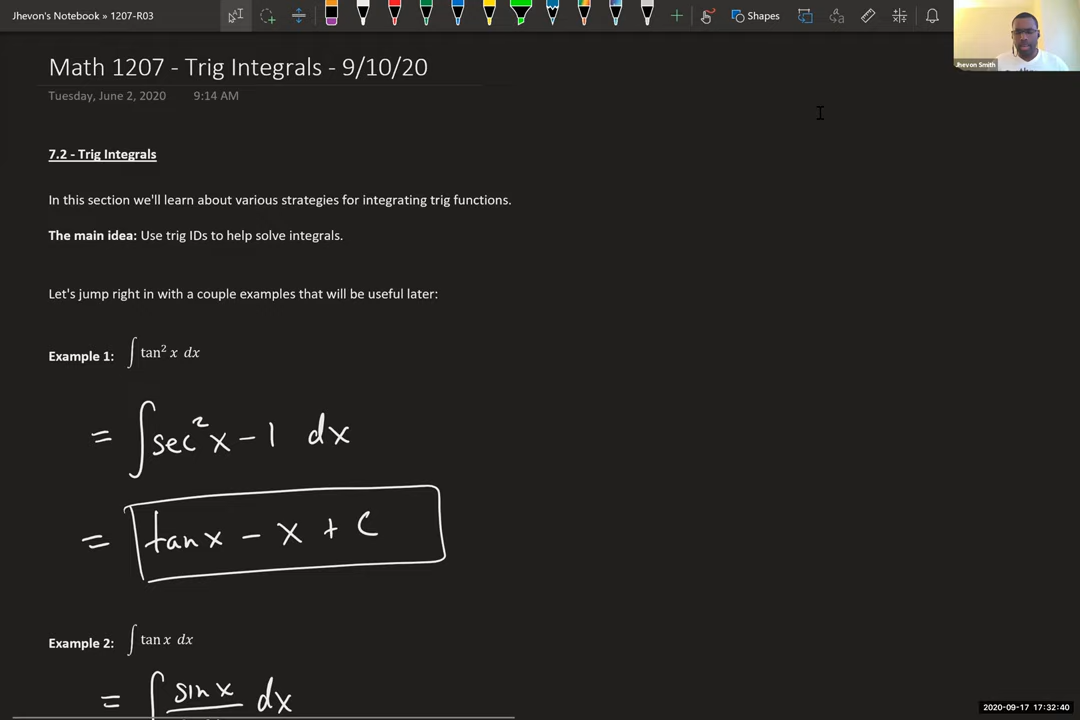 Jhevon's Notebook » 1207-R03
Shapes
Jhevon Smith
Math 1207 - Trig Integrals - 9/10/20
Tuesday, June 2, 2020 9:14 AM
7.2 - Trig Integrals
In this section we'll learn about various strategies for integrating trig functions.
The main idea: Use trig IDs to help solve integrals.
Let's jump right in with a couple examples that will be useful later:
Example 1: ∫ tan² x dx
= ∫ sec² x − 1 dx
= tan x − x + C
Example 2: ∫ tan x dx
= ∫ sin x dx
2020-09-17 17:32:40